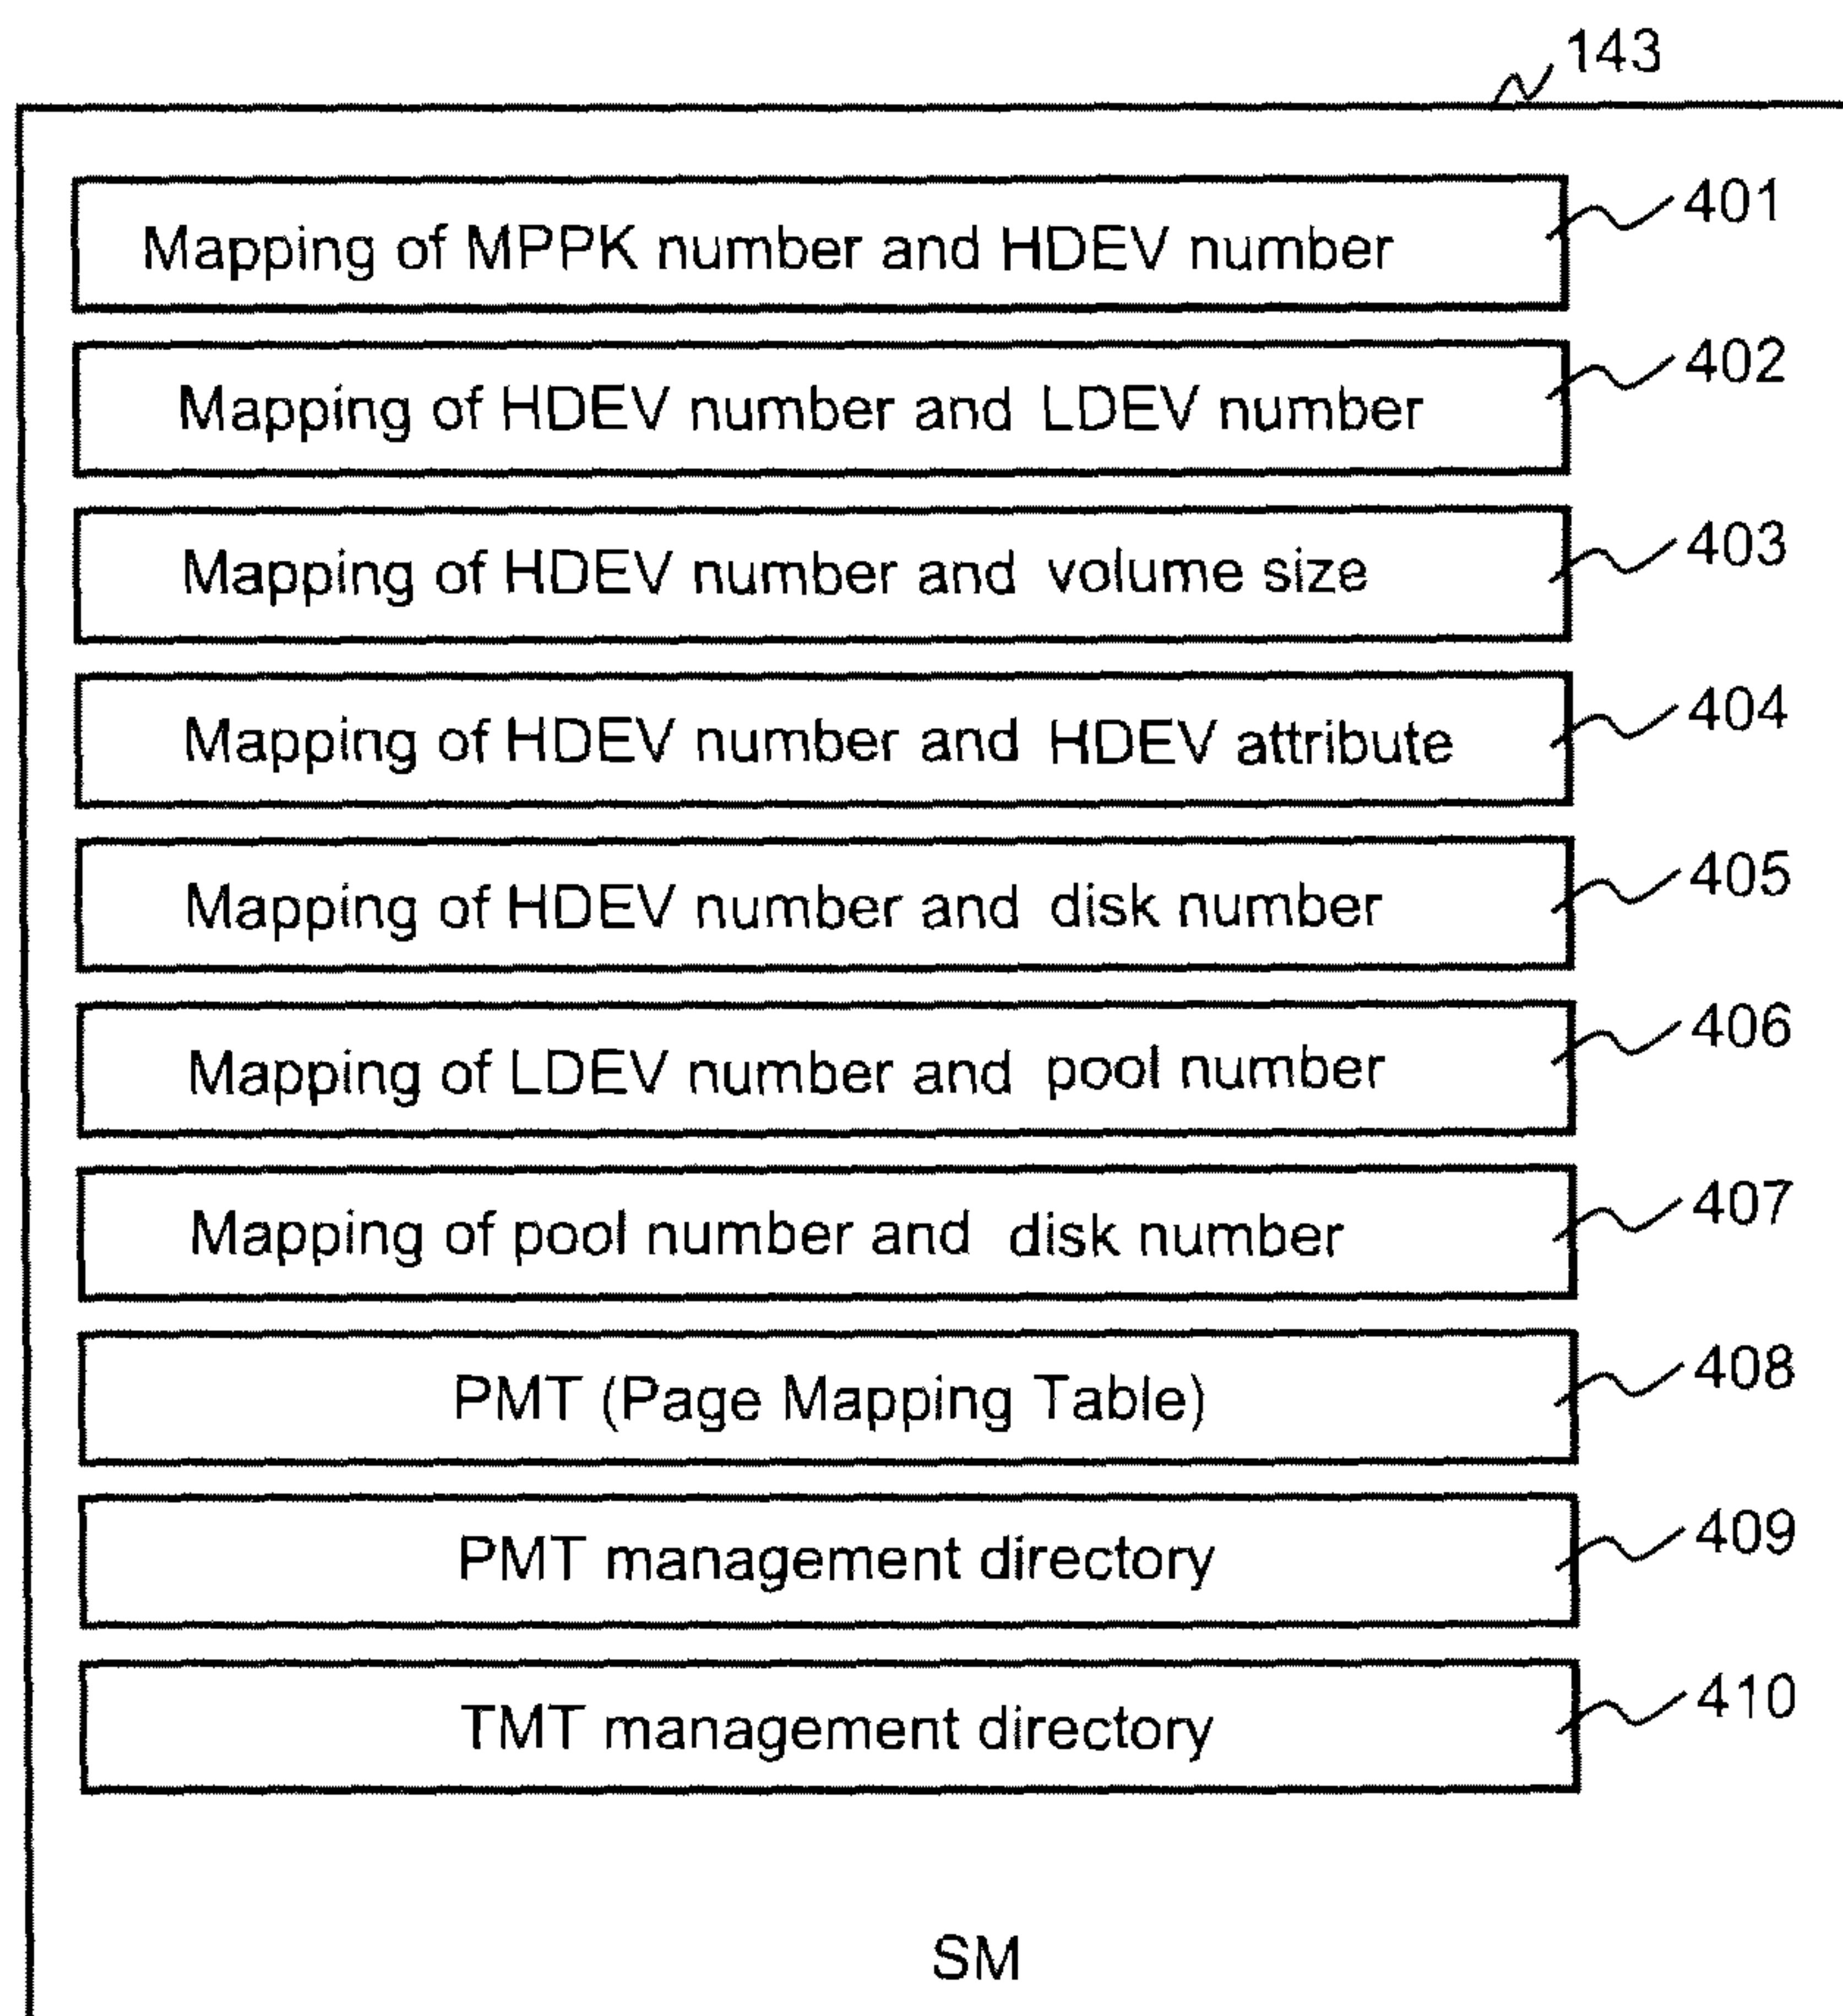 143
Mapping of MPPK number and HDEV number
401
Mapping of HDEV number and LDEV number
402
Mapping of HDEV number and volume size
403
Mapping of HDEV number and HDEV attribute
404
Mapping of HDEV number and disk number
405
Mapping of LDEV number and pool number
406
Mapping of pool number and disk number
407
PMT (Page Mapping Table)
408
PMT management directory
409
TMT management directory
410
SM